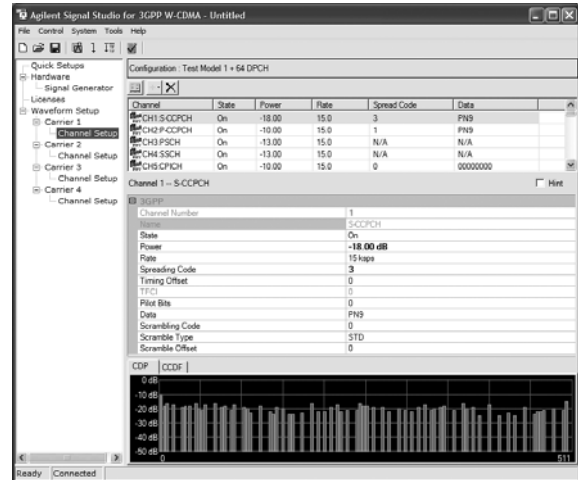 Agilent Signal Studio for 3GPP W-CDMA - Untitled
File Control System Tools Help
Quick Setups
Hardware
Signal Generator
Licenses
Waveform Setup
Carrier 1
Channel Setup
Carrier 2
Channel Setup
Carrier 3
Channel Setup
Carrier 4
Channel Setup
Configuration : Test Model 1 + 64 DPCH
Channel State Power Rate Spread Code Data
CH1:S-CCPCH On -18.00 15.0 3 PN9
CH2:P-CCPCH On -10.00 15.0 1 PN9
CH3:PSCH On -13.00 15.0 N/A N/A
CH4:SSCH On -13.00 15.0 N/A N/A
CH5:CPICH On -10.00 15.0 0 00000000
Channel 1 -- S-CCPCH Hint
3GPP
Channel Number 1
Name S-CCPCH
State On
Power -18.00 dB
Rate 15 ksps
Spreading Code 3
Timing Offset 0
TFCI 0
Pilot Bits 0
Data PN9
Scrambling Code 0
Scramble Type STD
Scramble Offset 0
CDP CCDF
0 dB
-10 dB
-20 dB
-30 dB
-40 dB
-50 dB
0 511
Ready Connected